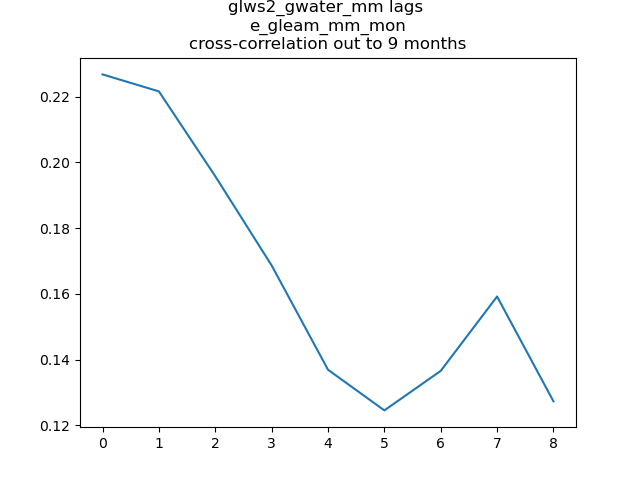 glws2_gwater_mm lags
e_gleam_mm_mon
cross-correlation out to 9 months
0.22
0.20
0.18
0.16
0.14
0.12
0 1 2 3 4 5 6 7 8